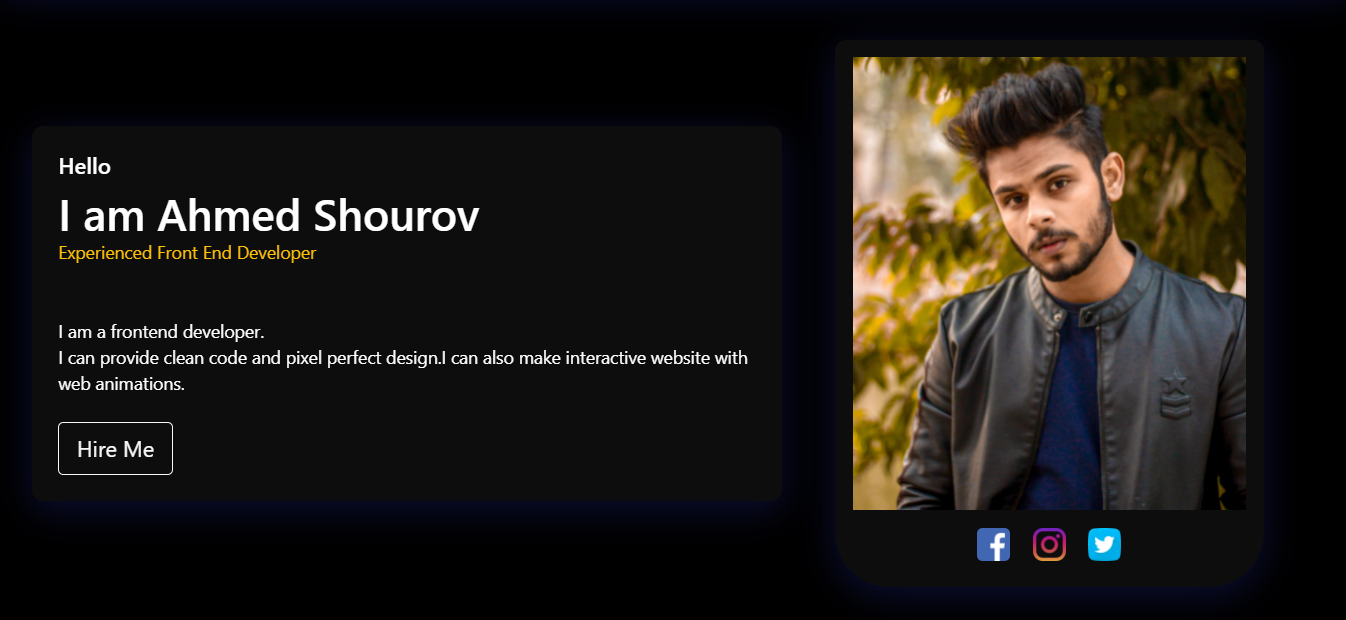 Hello
I am Ahmed Shourov
Experienced Front End Developer
I am a frontend developer.
I can provide clean code and pixel perfect design.I can also make interactive website with
web animations.
Hire Me